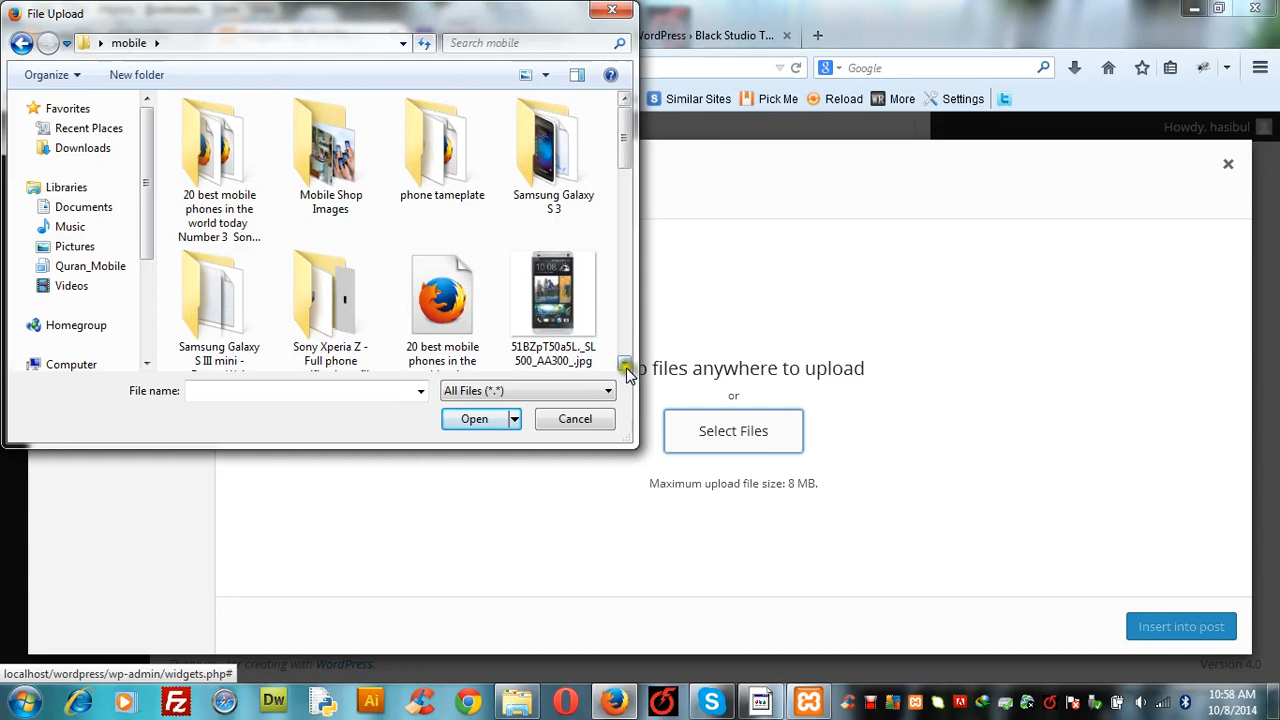 File Upload
mobile
Search mobile
Organize
New folder
Favorites
Recent Places
Downloads
Libraries
Documents
Music
Pictures
Quran_Mobile
Videos
Homegroup
Computer
20 best mobile
phones in the
world today
Number 3 Son...
Mobile Shop
Images
phone tameplate
Samsung Galaxy
S 3
Samsung Galaxy
S III mini -
Sony Xperia Z -
Full phone
20 best mobile
phones in the
51BZpT50a5L._SL
500_AA300_.jpg
File name:
All Files (*.*)
Open
Cancel
WordPress › Black Studio T...
Google
Similar Sites
Pick Me
Reload
More
Settings
Howdy, hasibul
files anywhere to upload
or
Select Files
Maximum upload file size: 8 MB.
Insert into post
for creating with WordPress.
Version 4.0
localhost/wordpress/wp-admin/widgets.php#
Dw
Ai
10:58 AM
10/8/2014